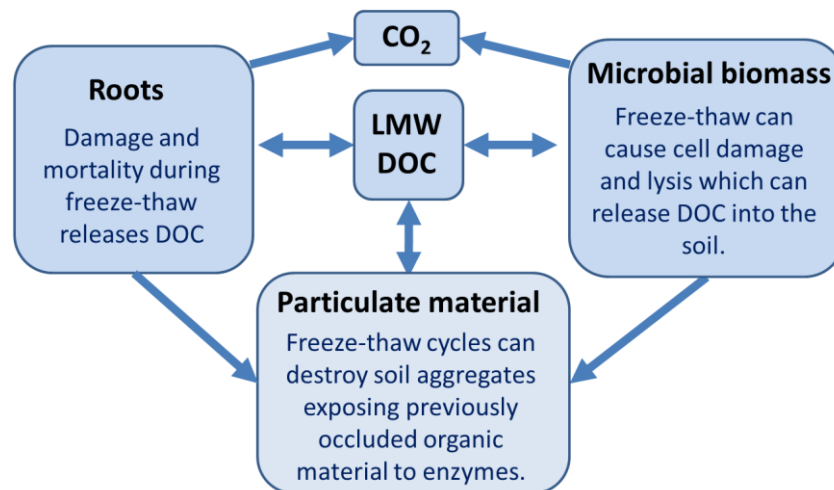 CO₂
Roots
Damage and
mortality during
freeze-thaw
releases DOC
LMW
DOC
Microbial biomass
Freeze-thaw can
cause cell damage
and lysis which can
release DOC into the
soil.
Particulate material
Freeze-thaw cycles can
destroy soil aggregates
exposing previously
occluded organic
material to enzymes.